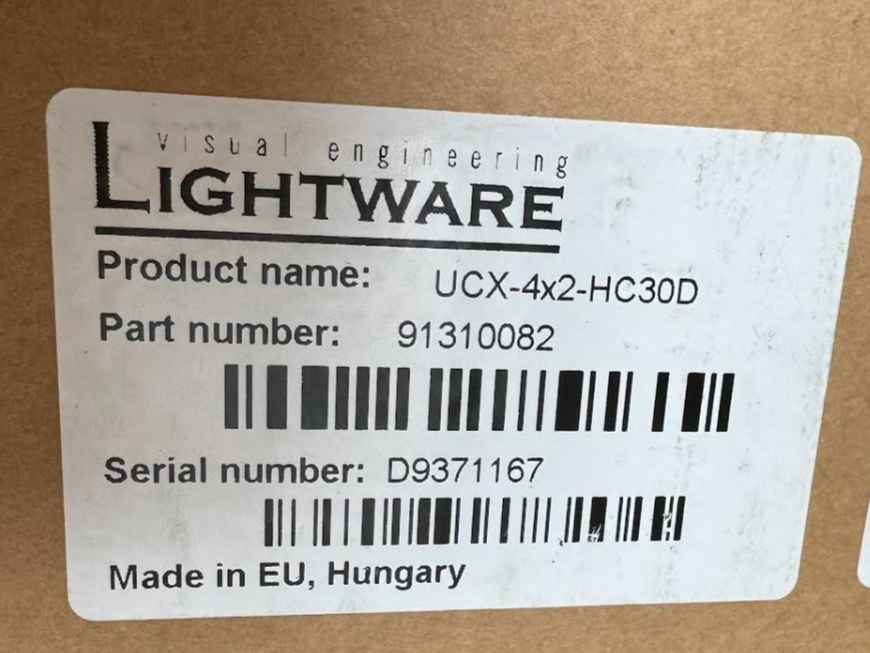 visual engineering
LIGHTWARE
Product name: UCX-4x2-HC30D
Part number: 91310082
Serial number: D9371167
Made in EU, Hungary